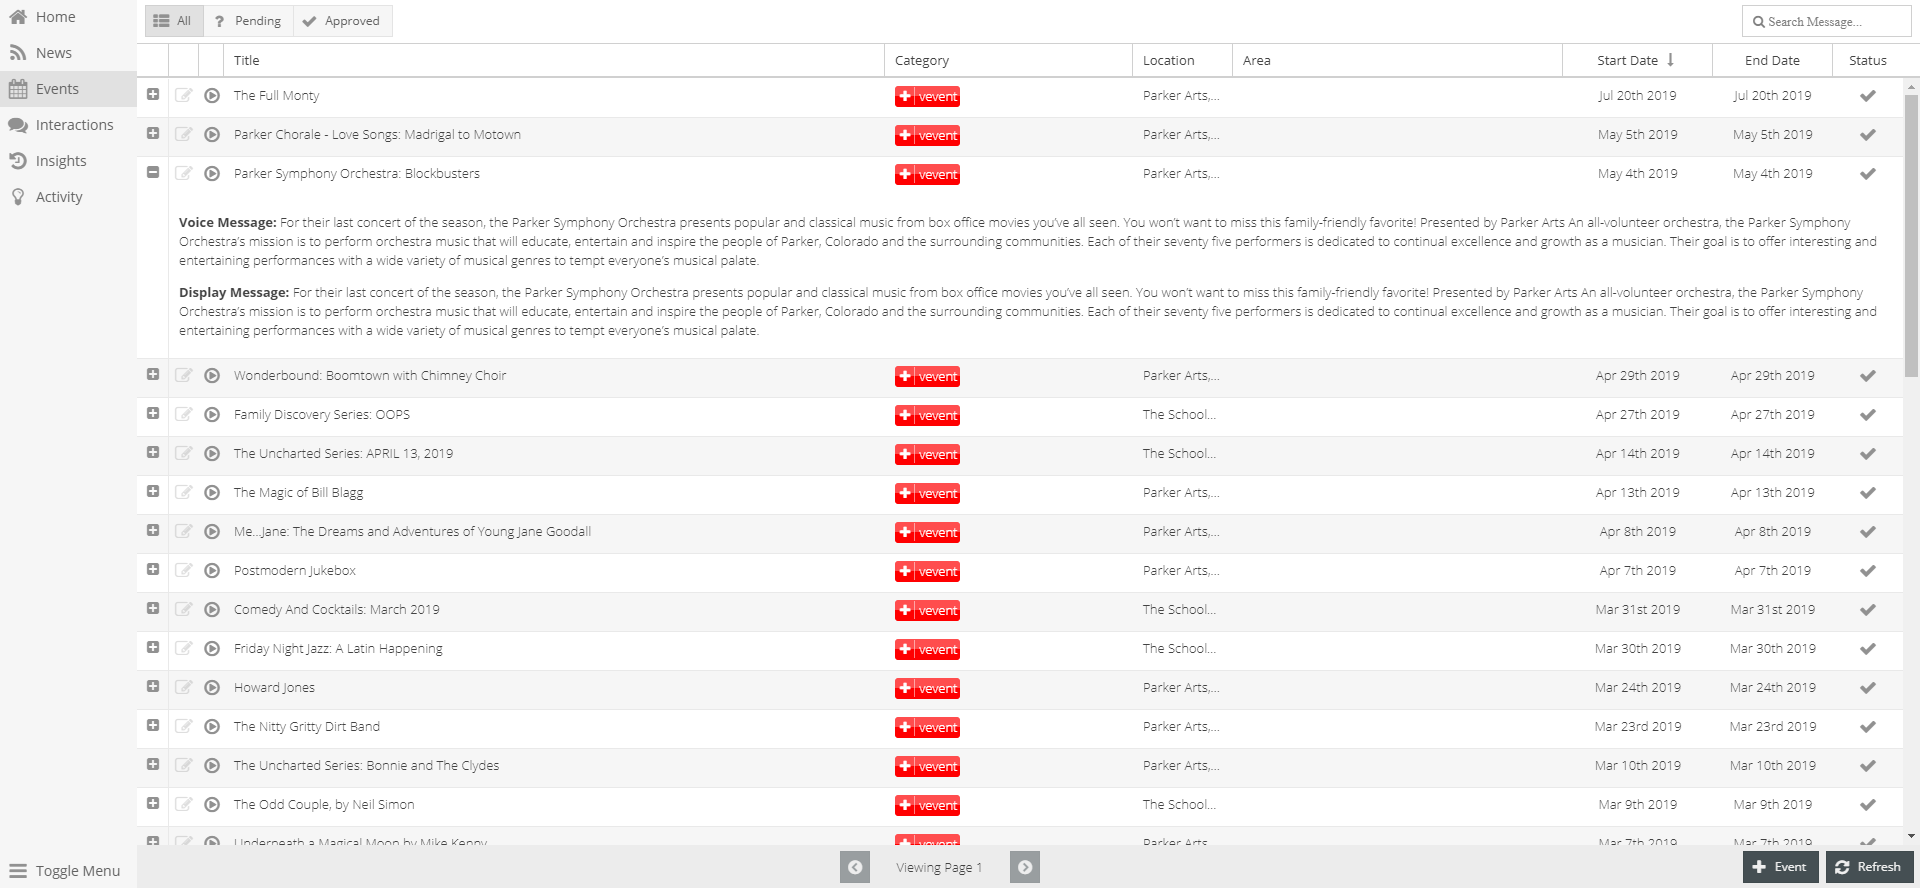 Home
News
Events
Interactions
Insights
Activity
Toggle Menu
All
Pending
Approved
Search Message...
Title Category Location Area Start Date End Date Status
The Full Monty vevent Parker Arts,... Jul 20th 2019 Jul 20th 2019
Parker Chorale - Love Songs: Madrigal to Motown vevent Parker Arts,... May 5th 2019 May 5th 2019
Parker Symphony Orchestra: Blockbusters vevent Parker Arts,... May 4th 2019 May 4th 2019
Voice Message: For their last concert of the season, the Parker Symphony Orchestra presents popular and classical music from box office movies you've all seen. You won't want to miss this family-friendly favorite! Presented by Parker Arts An all-volunteer orchestra, the Parker Symphony
Orchestra's mission is to perform orchestra music that will educate, entertain and inspire the people of Parker, Colorado and the surrounding communities. Each of their seventy five performers is dedicated to continual excellence and growth as a musician. Their goal is to offer interesting and
entertaining performances with a wide variety of musical genres to tempt everyone's musical palate.
Display Message: For their last concert of the season, the Parker Symphony Orchestra presents popular and classical music from box office movies you've all seen. You won't want to miss this family-friendly favorite! Presented by Parker Arts An all-volunteer orchestra, the Parker Symphony
Orchestra's mission is to perform orchestra music that will educate, entertain and inspire the people of Parker, Colorado and the surrounding communities. Each of their seventy five performers is dedicated to continual excellence and growth as a musician. Their goal is to offer interesting and
entertaining performances with a wide variety of musical genres to tempt everyone's musical palate.
Wonderbound: Boomtown with Chimney Choir vevent Parker Arts,... Apr 29th 2019 Apr 29th 2019
Family Discovery Series: OOPS vevent The School... Apr 27th 2019 Apr 27th 2019
The Uncharted Series: APRIL 13, 2019 vevent The School... Apr 14th 2019 Apr 14th 2019
The Magic of Bill Blagg vevent Parker Arts,... Apr 13th 2019 Apr 13th 2019
Me...Jane: The Dreams and Adventures of Young Jane Goodall vevent Parker Arts,... Apr 8th 2019 Apr 8th 2019
Postmodern Jukebox vevent Parker Arts,... Apr 7th 2019 Apr 7th 2019
Comedy And Cocktails: March 2019 vevent The School... Mar 31st 2019 Mar 31st 2019
Friday Night Jazz: A Latin Happening vevent The School... Mar 30th 2019 Mar 30th 2019
Howard Jones vevent Parker Arts,... Mar 24th 2019 Mar 24th 2019
The Nitty Gritty Dirt Band vevent Parker Arts,... Mar 23rd 2019 Mar 23rd 2019
The Uncharted Series: Bonnie and The Clydes vevent Parker Arts,... Mar 10th 2019 Mar 10th 2019
The Odd Couple, by Neil Simon vevent The School... Mar 9th 2019 Mar 9th 2019
Underneath a Magical Moon by Mike Kenny vevent Parker Arts Mar 7th 2019 Mar 7th 2019
Viewing Page 1
Event
Refresh